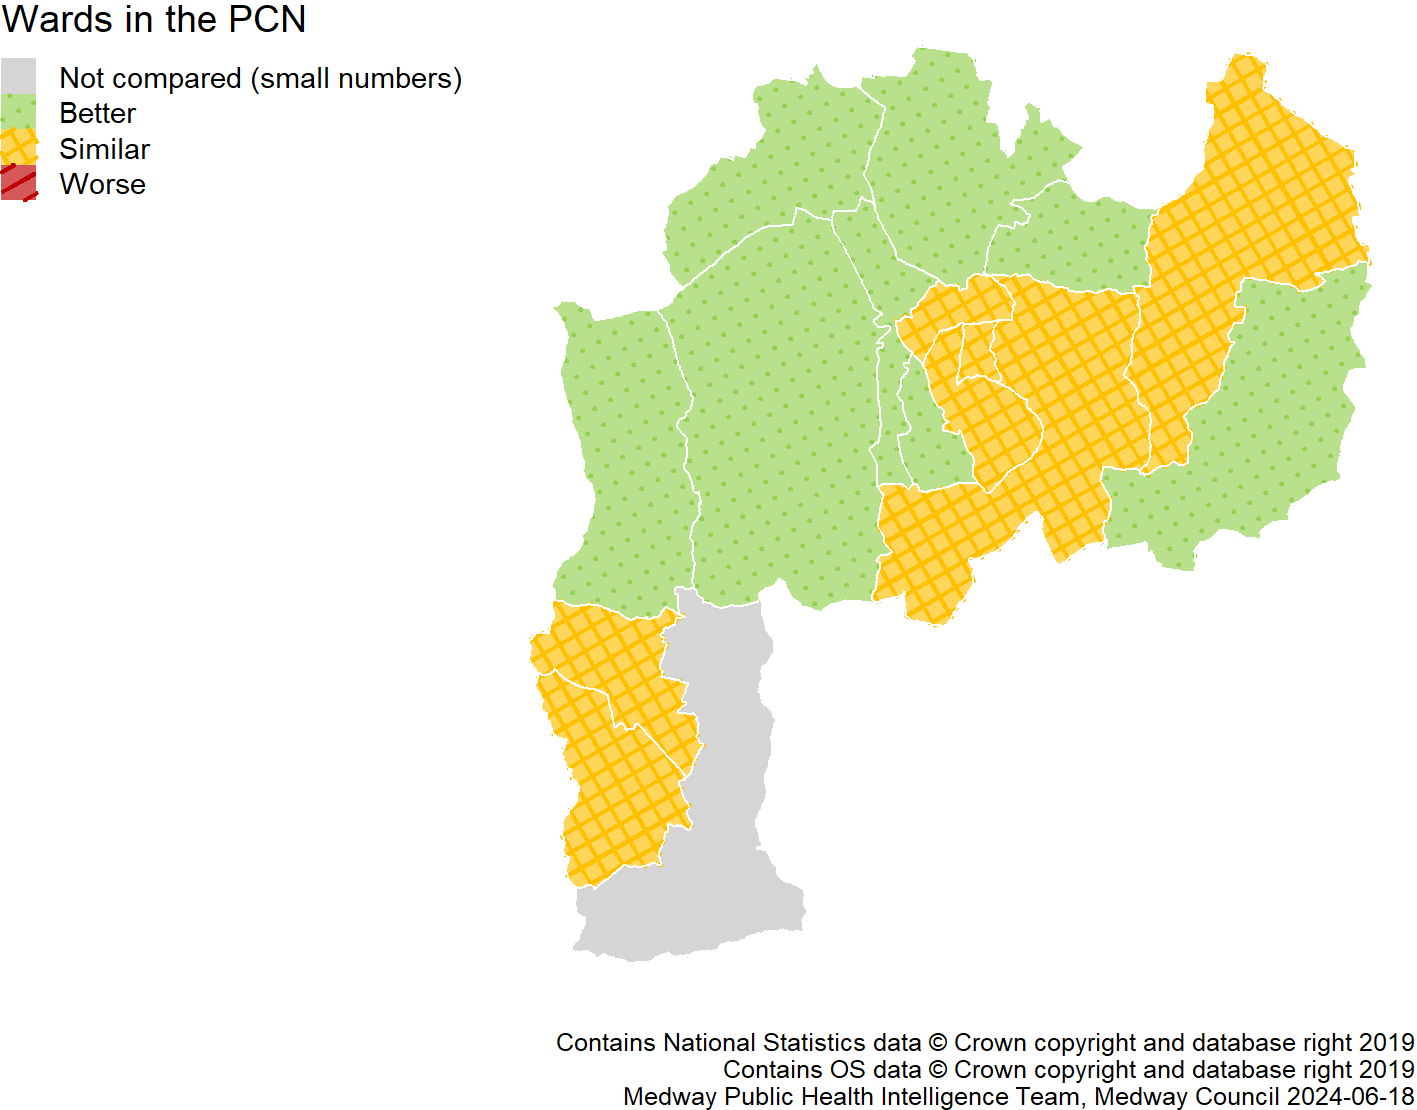 Wards in the PCN
Not compared (small numbers)
Better
Similar
Worse
Contains National Statistics data © Crown copyright and database right 2019
Contains OS data © Crown copyright and database right 2019
Medway Public Health Intelligence Team, Medway Council 2024-06-18